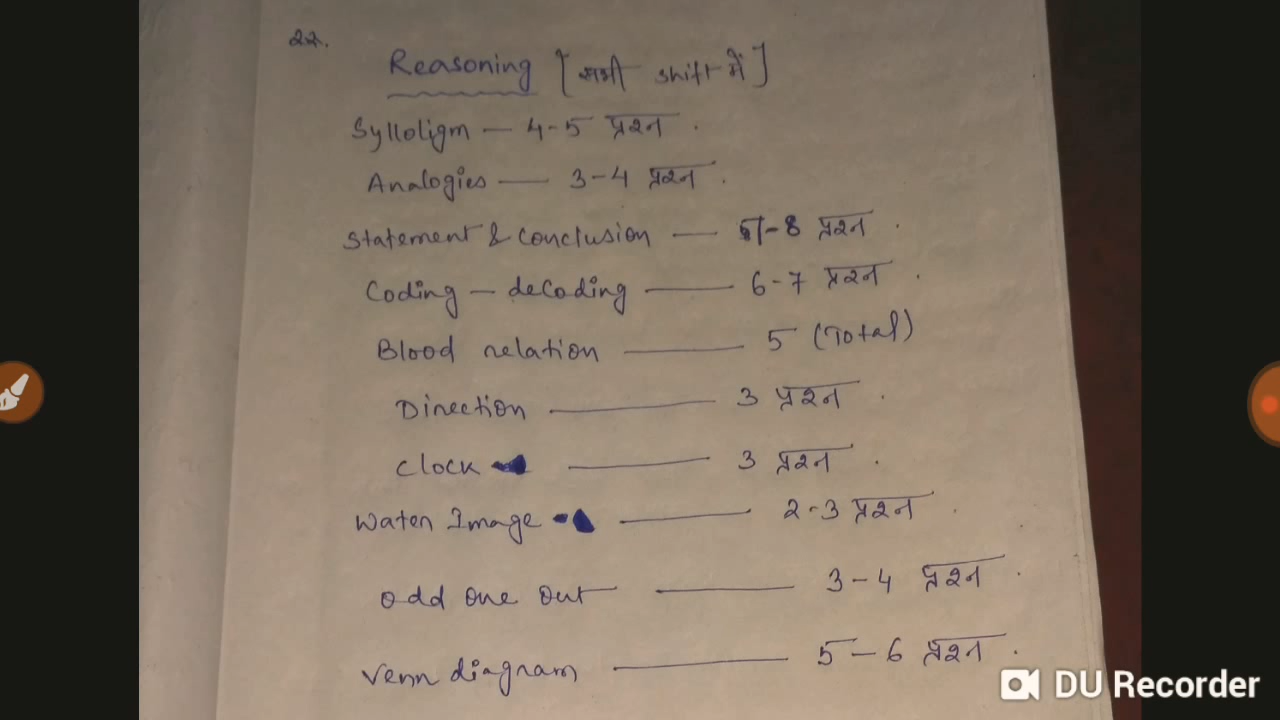 22.
Reasoning [सभी shift में]
Sylloligm — 4-5 प्रश्न .
Analogies — 3-4 प्रश्न .
Statement & conclusion — 5-8 प्रश्न .
Coding - decoding — 6-7 प्रश्न .
Blood relation — 5 (Total)
Direction — 3 प्रश्न .
Clock — 3 प्रश्न .
Water Image — 2-3 प्रश्न .
Odd one out — 3-4 प्रश्न .
Venn diagram — 5-6 प्रश्न .
DU Recorder